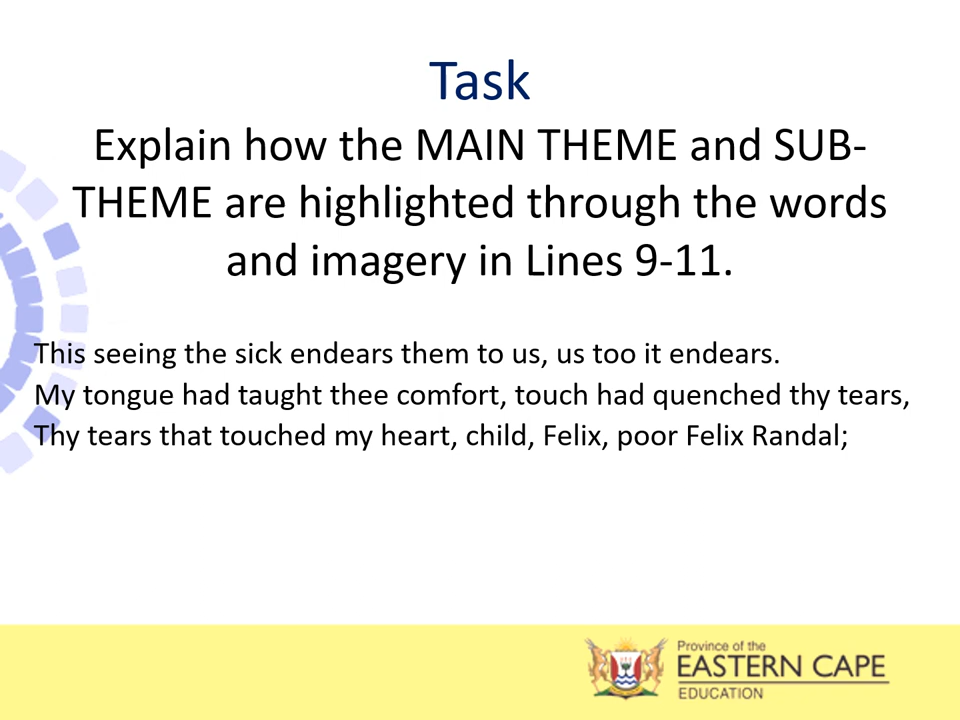 Task
Explain how the MAIN THEME and SUB-
THEME are highlighted through the words
and imagery in Lines 9-11.
This seeing the sick endears them to us, us too it endears.
My tongue had taught thee comfort, touch had quenched thy tears,
Thy tears that touched my heart, child, Felix, poor Felix Randal;
Province of the
EASTERN CAPE
EDUCATION